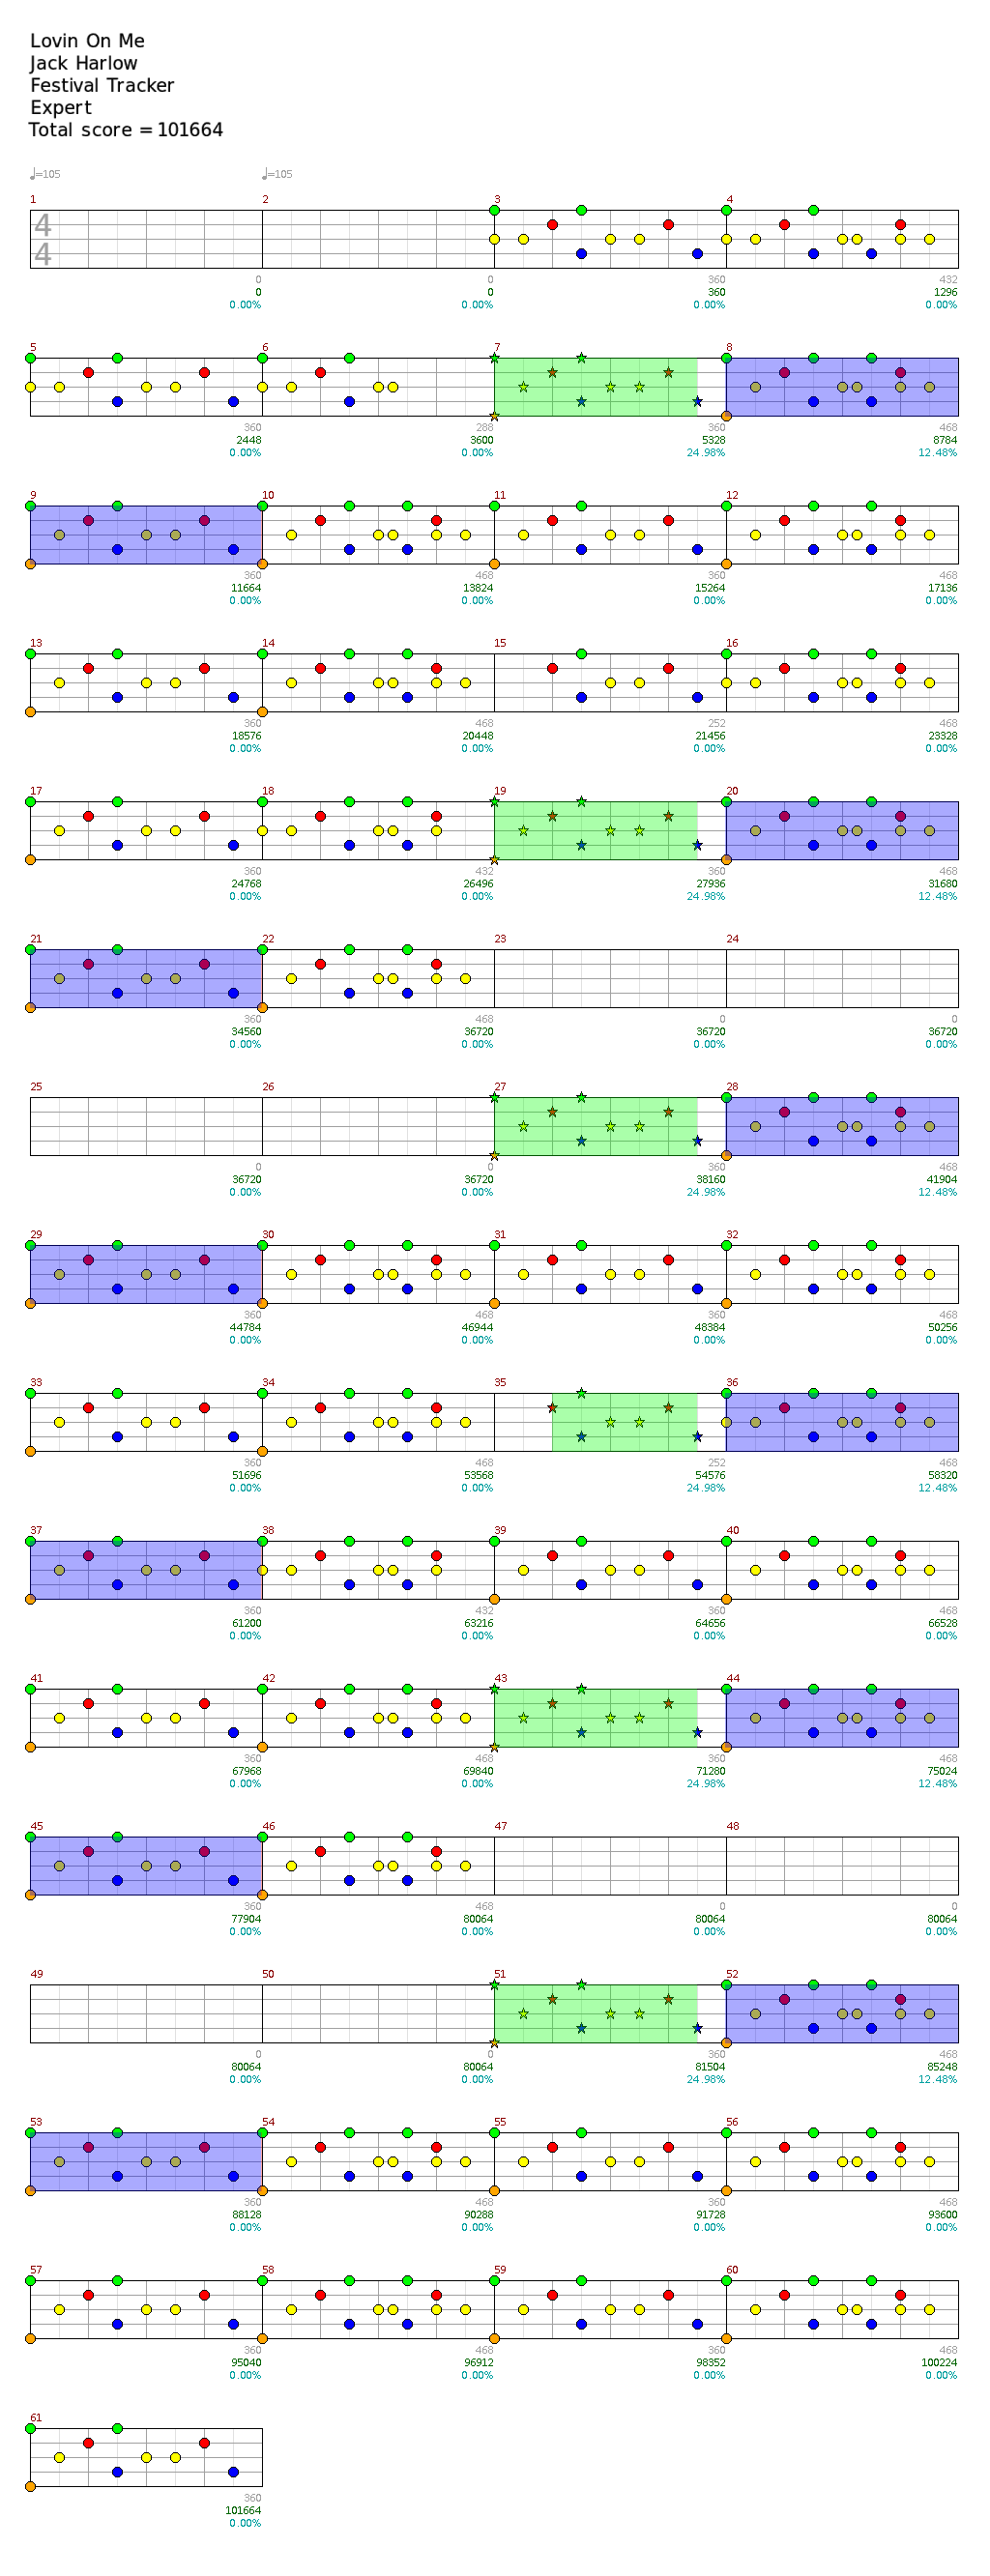 Lovin On Me
Jack Harlow
Festival Tracker
Expert
Total score = 101664
♩=105 ♩=105
1 2 3 4
4
4
0 0 360 432
0 0 360 1296
0.00% 0.00% 0.00% 0.00%
5 6 7 8
360 288 360 468
2448 3600 5328 8784
0.00% 0.00% 24.98% 12.48%
9 10 11 12
360 468 360 468
11664 13824 15264 17136
0.00% 0.00% 0.00% 0.00%
13 14 15 16
360 468 252 468
18576 20448 21456 23328
0.00% 0.00% 0.00% 0.00%
17 18 19 20
360 432 360 468
24768 26496 27936 31680
0.00% 0.00% 24.98% 12.48%
21 22 23 24
360 468 0 0
34560 36720 36720 36720
0.00% 0.00% 0.00% 0.00%
25 26 27 28
0 0 360 468
36720 36720 38160 41904
0.00% 0.00% 24.98% 12.48%
29 30 31 32
360 468 360 468
44784 46944 48384 50256
0.00% 0.00% 0.00% 0.00%
33 34 35 36
360 468 252 468
51696 53568 54576 58320
0.00% 0.00% 24.98% 12.48%
37 38 39 40
360 432 360 468
61200 63216 64656 66528
0.00% 0.00% 0.00% 0.00%
41 42 43 44
360 468 360 468
67968 69840 71280 75024
0.00% 0.00% 24.98% 12.48%
45 46 47 48
360 468 0 0
77904 80064 80064 80064
0.00% 0.00% 0.00% 0.00%
49 50 51 52
0 0 360 468
80064 80064 81504 85248
0.00% 0.00% 24.98% 12.48%
53 54 55 56
360 468 360 468
88128 90288 91728 93600
0.00% 0.00% 0.00% 0.00%
57 58 59 60
360 468 360 468
95040 96912 98352 100224
0.00% 0.00% 0.00% 0.00%
61
360
101664
0.00%